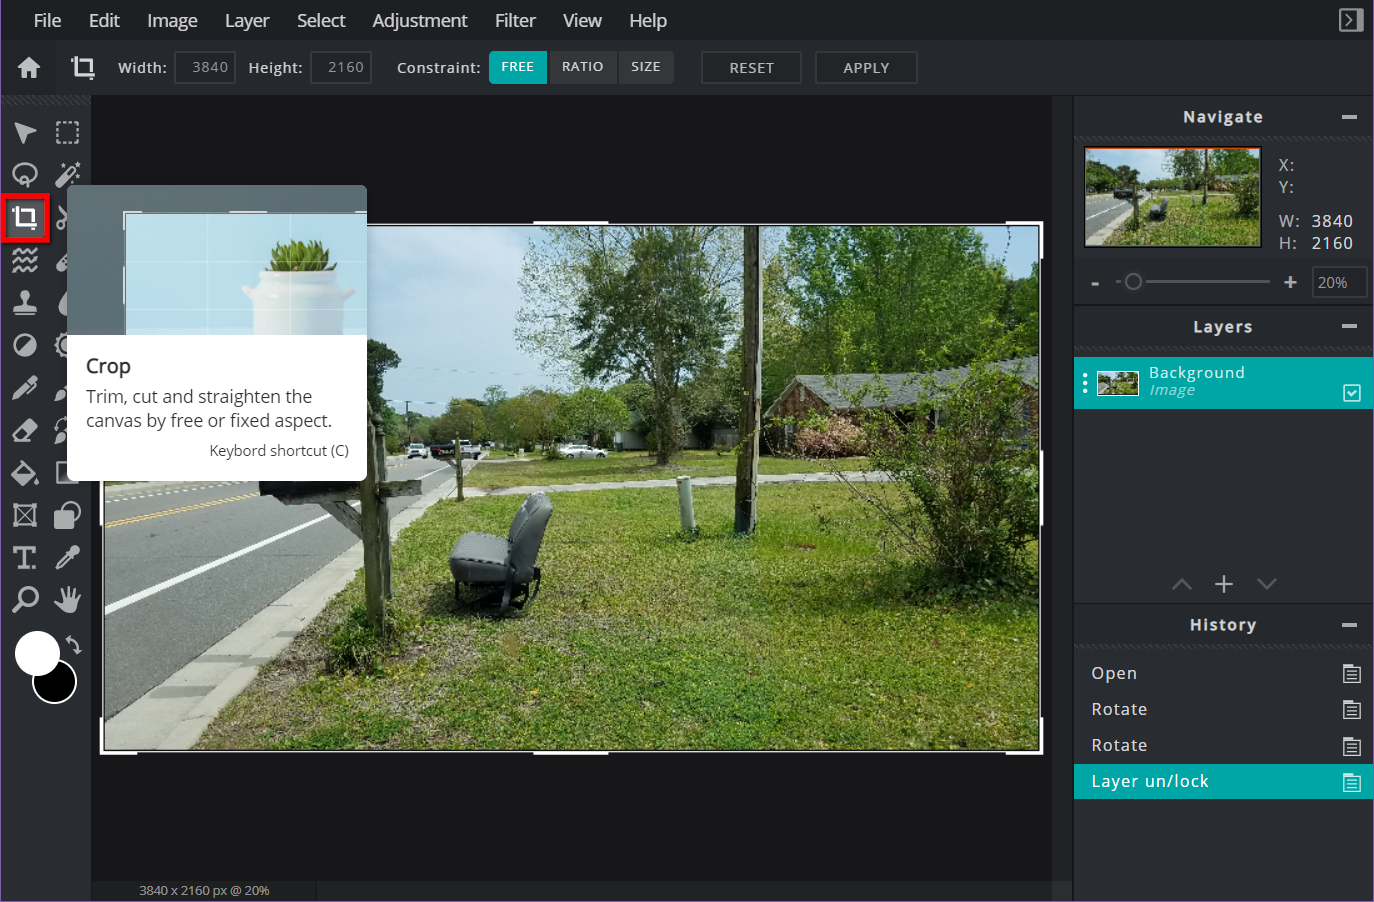 File Edit Image Layer Select Adjustment Filter View Help
Width: 3840 Height: 2160 Constraint: FREE RATIO SIZE RESET APPLY
Crop
Trim, cut and straighten the
canvas by free or fixed aspect.
Keybord shortcut (C)
3840 x 2160 px @ 20%
Navigate
X:
Y:
W: 3840
H: 2160
- + 20%
Layers
Background
Image
History
Open
Rotate
Rotate
Layer un/lock